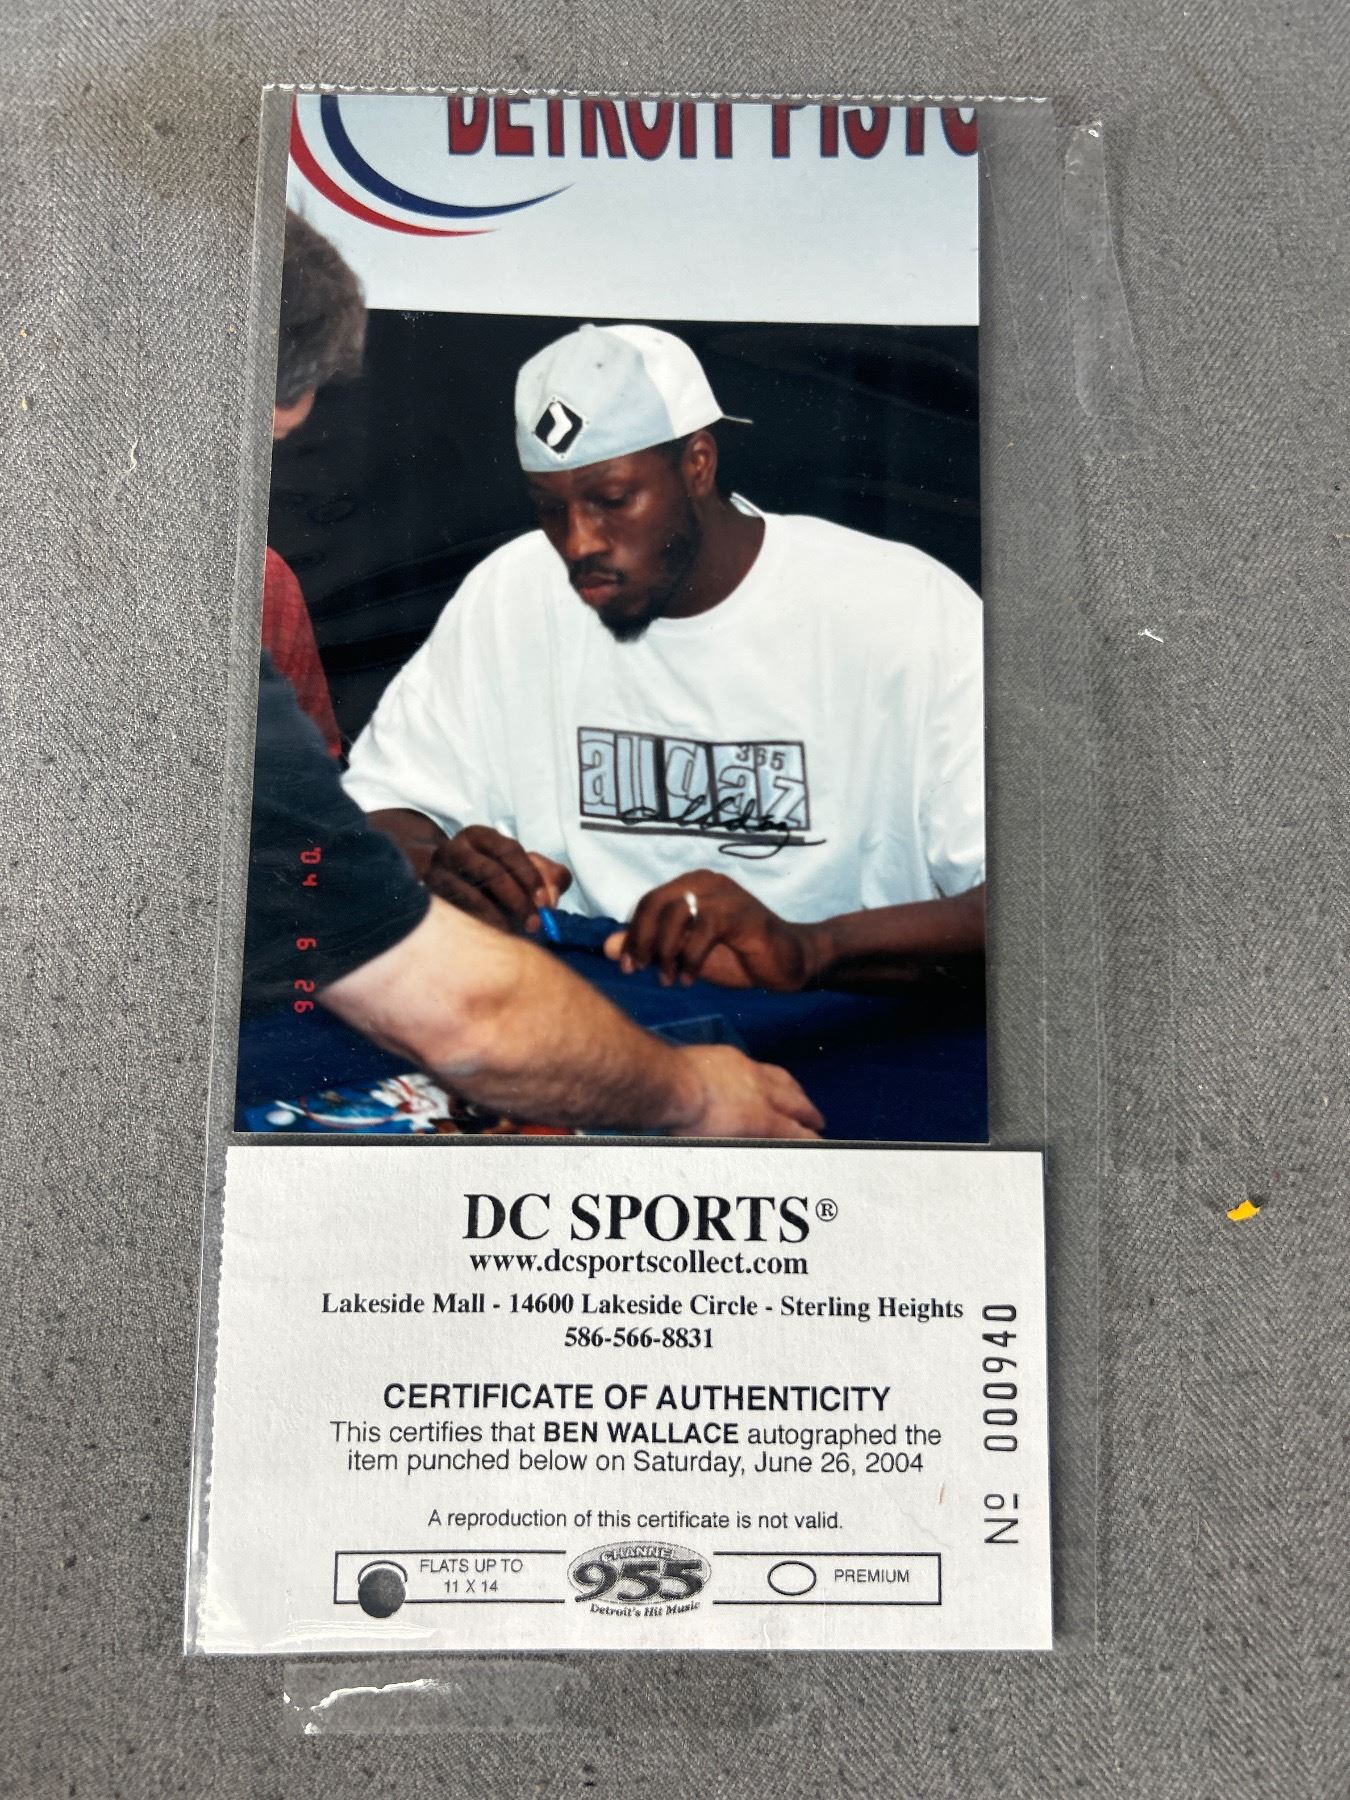 DETROIT PISTO
365
alldaz
allday
'04 6 26
DC SPORTS®
www.dcsportscollect.com
Lakeside Mall - 14600 Lakeside Circle - Sterling Heights
586-566-8831
CERTIFICATE OF AUTHENTICITY
This certifies that BEN WALLACE autographed the
item punched below on Saturday, June 26, 2004
A reproduction of this certificate is not valid.
FLATS UP TO
11 X 14
CHANNEL
955
Detroit's Hit Music
PREMIUM
Nº 000940